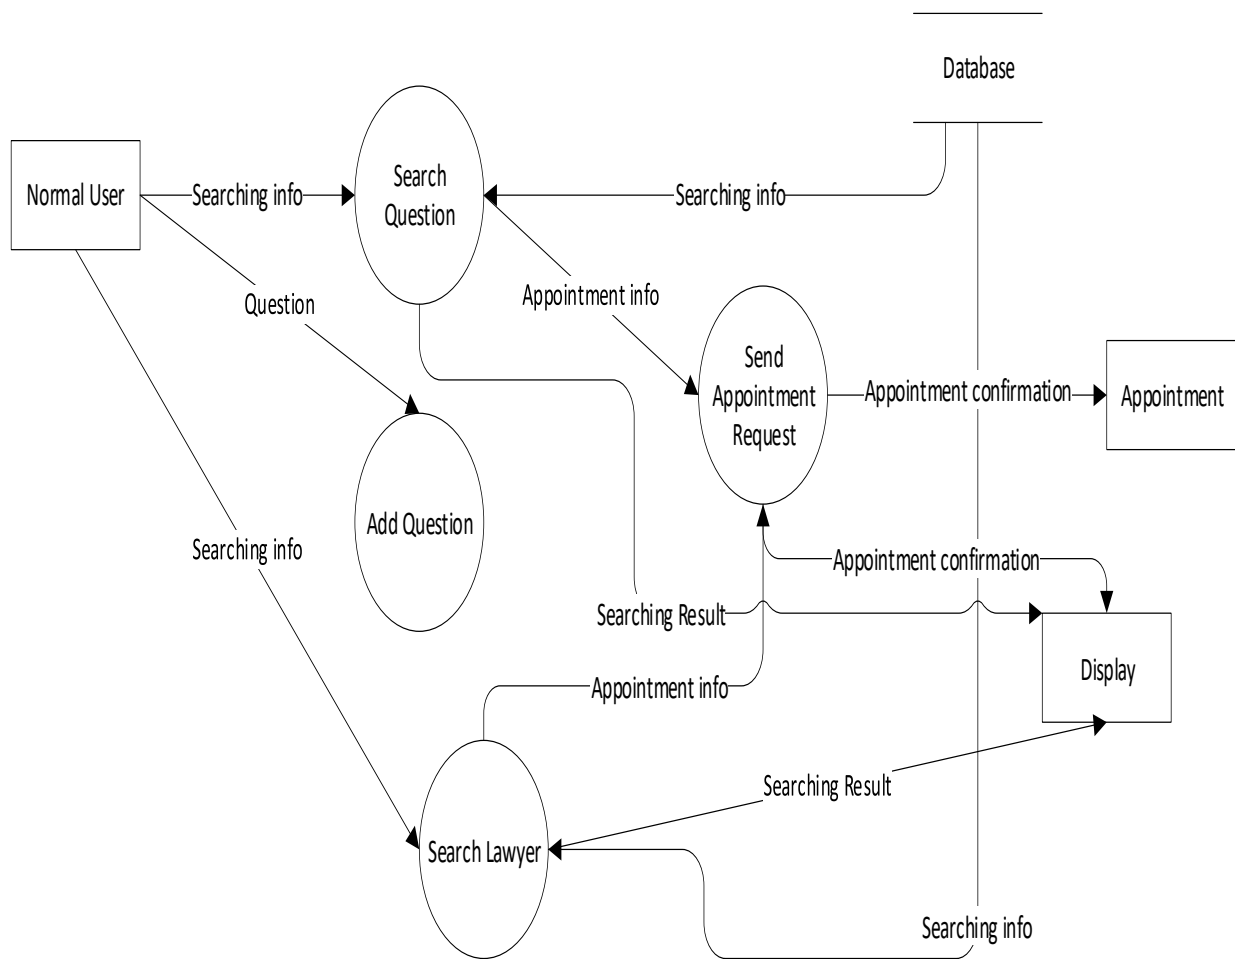 Database
Normal User
Searching info
Search
Question
Searching info
Question
Appointment info
Send
Appointment
Request
Appointment confirmation
Appointment
Add Question
Searching info
Appointment confirmation
Searching Result
Display
Appointment info
Searching Result
Search Lawyer
Searching info